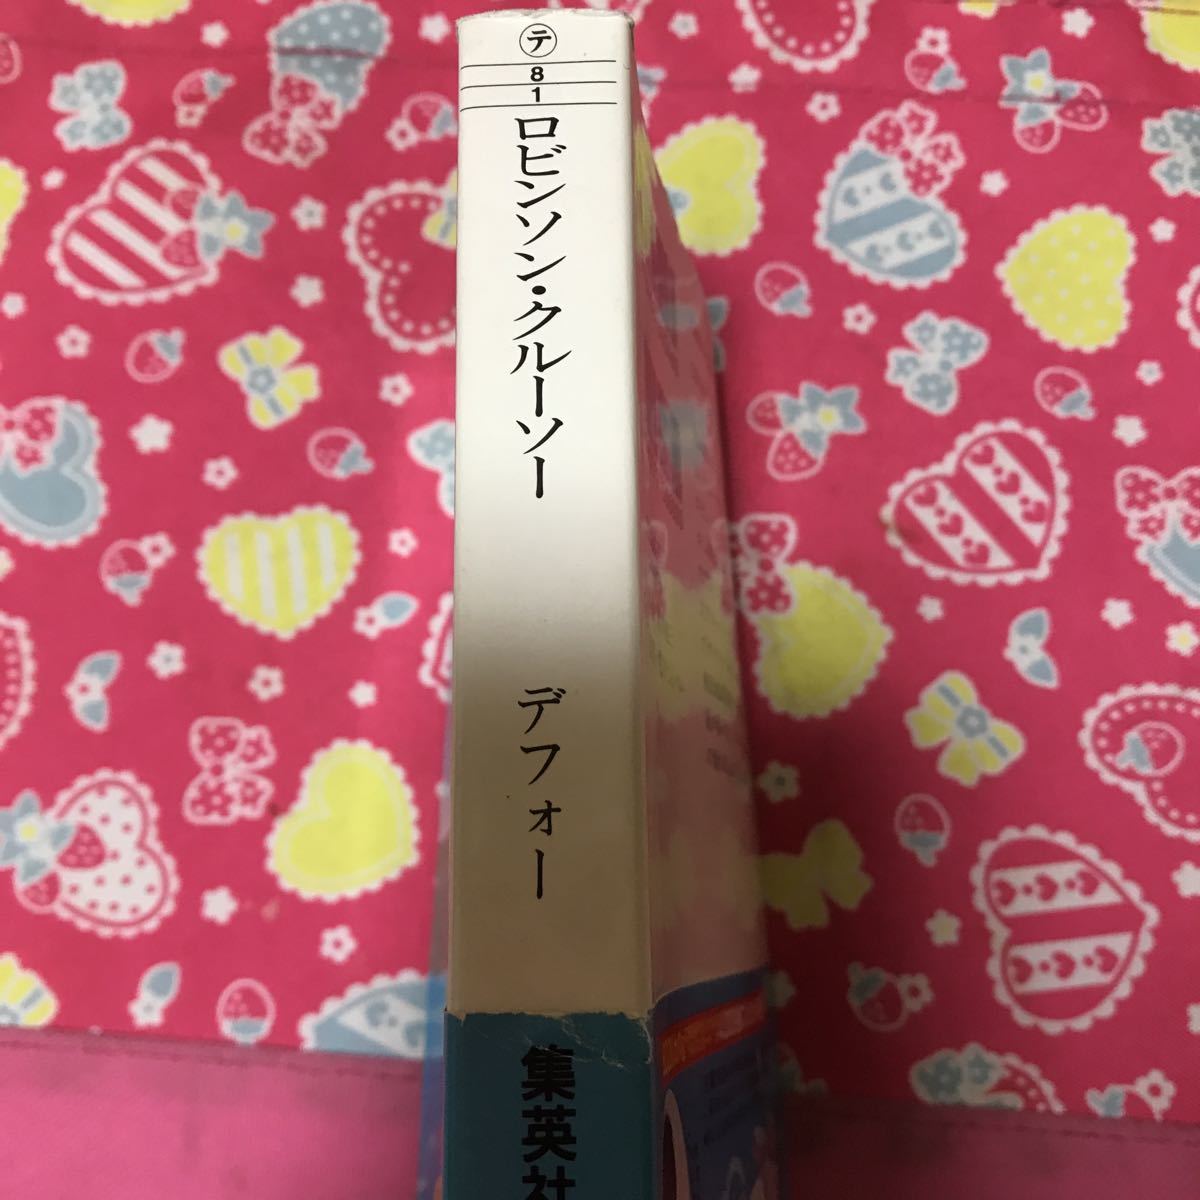 テ
8
1
ロビンソン・クルーソー
デフォー
集英社